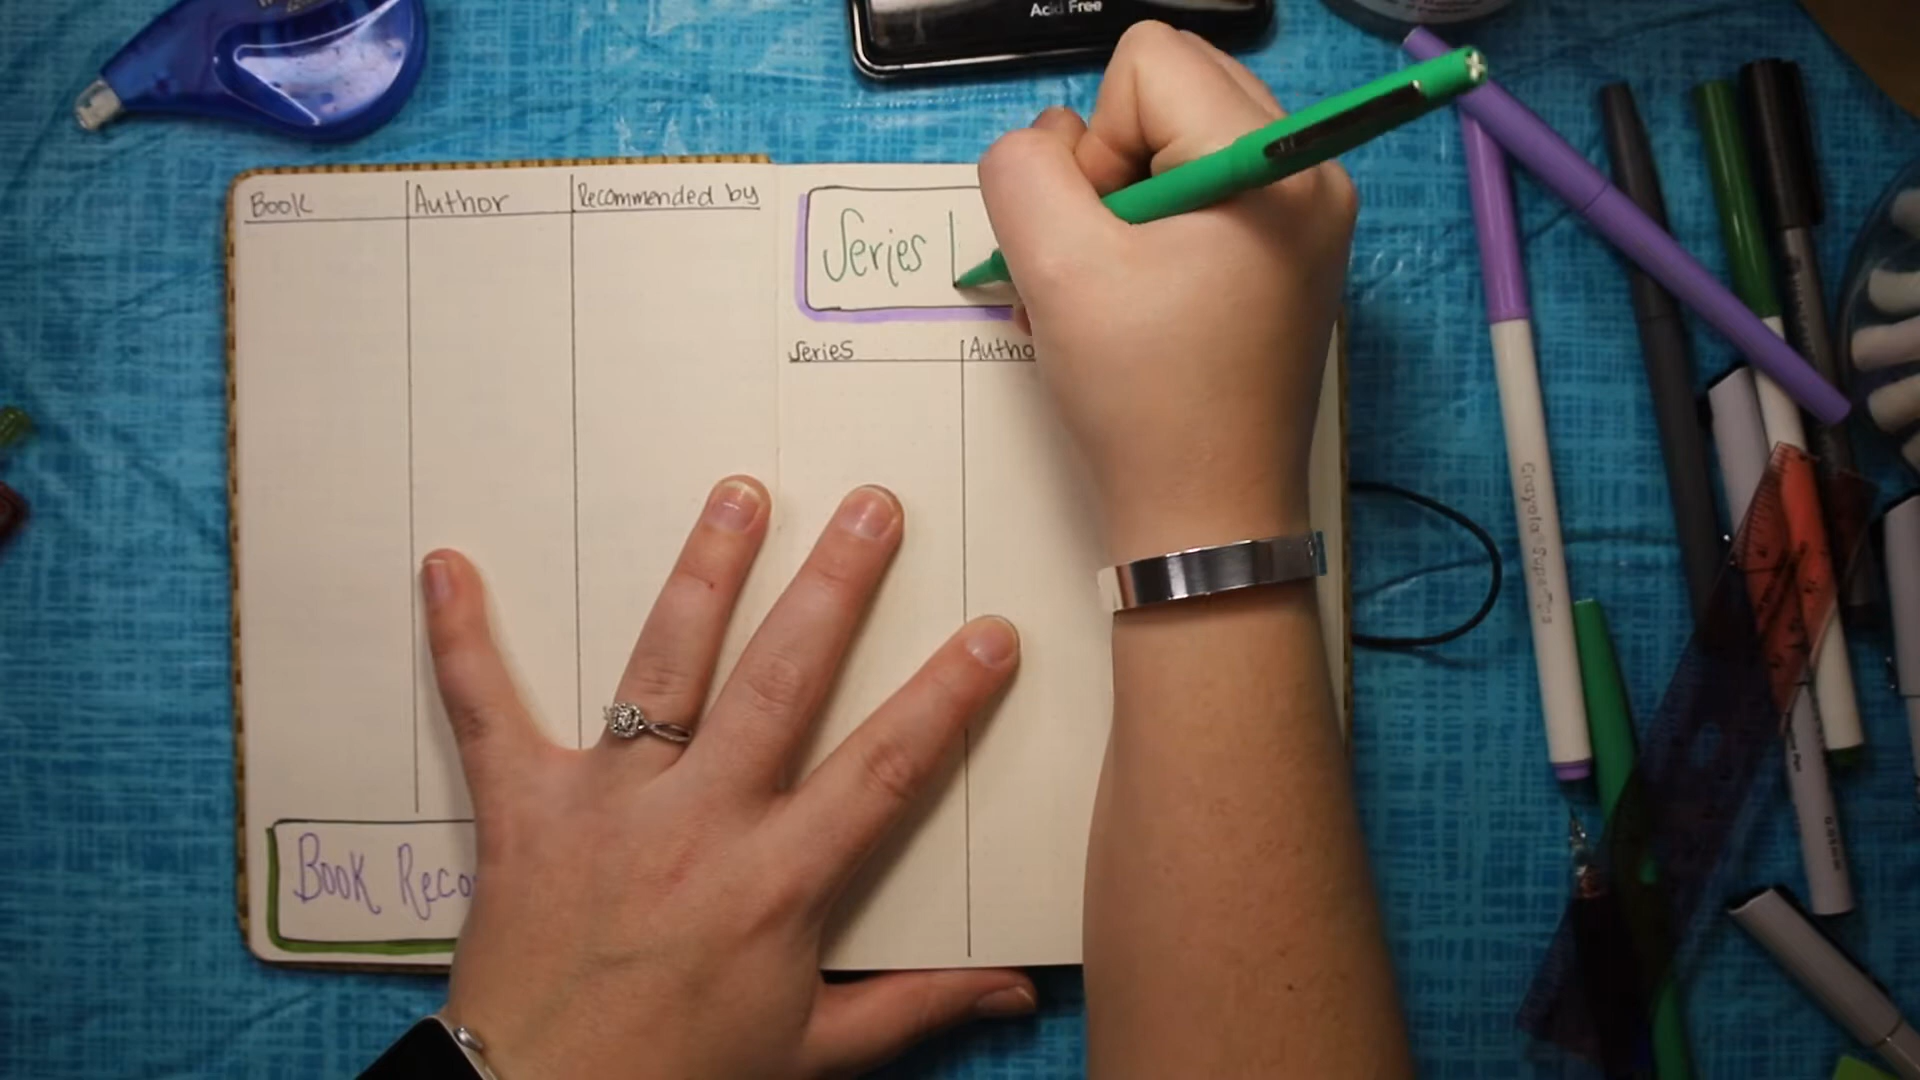 Acid Free
Book Author Recommended by
Series L
Series Autho
Book Reco
Crayola SuperTips